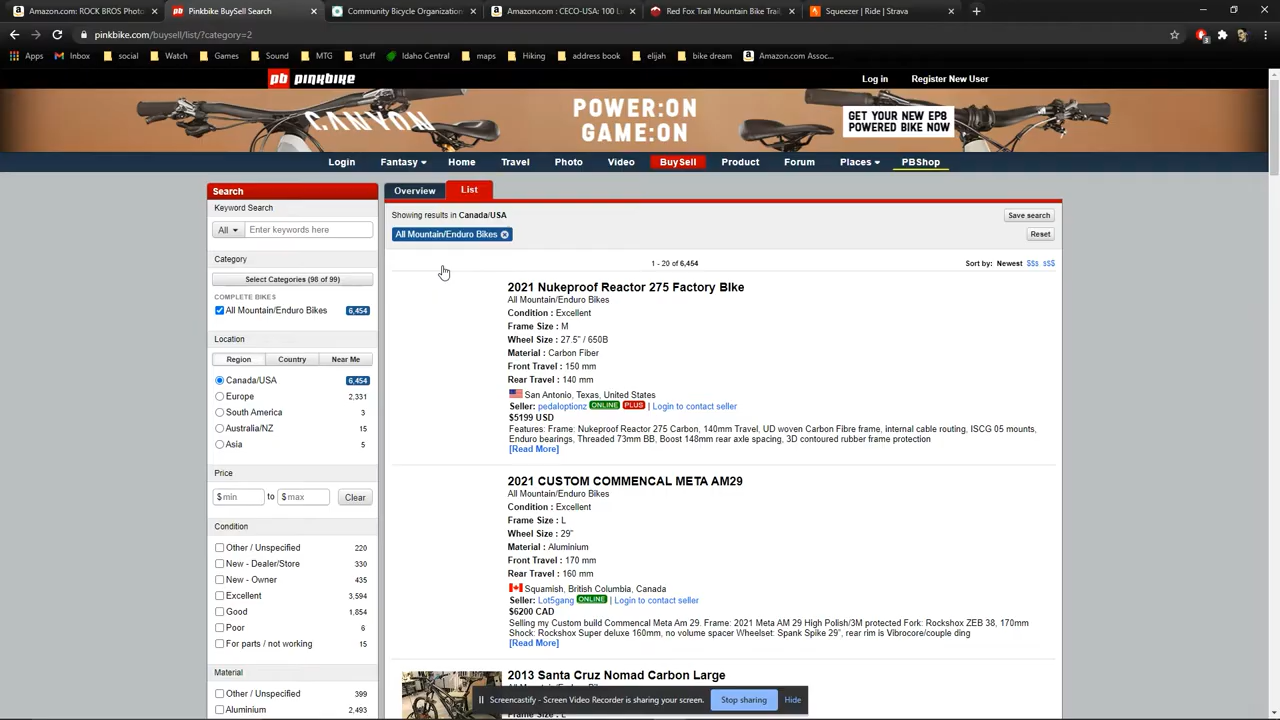 Amazon.com: ROCK BROS Photo
Pinkbike BuySell Search
Community Bicycle Organization
Amazon.com : CECO-USA: 100 L
Red Fox Trail Mountain Bike Trail
Squeezer | Ride | Strava
pinkbike.com/buysell/list/?category=2
Apps Inbox social Watch Games Sound MTG stuff Idaho Central maps Hiking address book elijah bike dream Amazon.com Assoc...
pb pinkbike
Log in Register New User
CANYON
POWER:ON
GAME:ON
GET YOUR NEW EP8
POWERED BIKE NOW
Login Fantasy Home Travel Photo Video BuySell Product Forum Places PBShop
Search
Keyword Search
All Enter keywords here
Category
Select Categories (98 of 99)
COMPLETE BIKES
All Mountain/Enduro Bikes 6,454
Location
Region Country Near Me
Canada/USA 6,454
Europe 2,331
South America 3
Australia/NZ 15
Asia 5
Price
$ min to $ max Clear
Condition
Other / Unspecified 220
New - Dealer/Store 330
New - Owner 435
Excellent 3,594
Good 1,854
Poor 6
For parts / not working 15
Material
Other / Unspecified 399
Aluminium 2,493
Overview List
Showing results in Canada/USA
Save search
All Mountain/Enduro Bikes
Reset
1 - 20 of 6,454
Sort by: Newest $$$ $$$
2021 Nukeproof Reactor 275 Factory BIke
All Mountain/Enduro Bikes
Condition : Excellent
Frame Size : M
Wheel Size : 27.5" / 650B
Material : Carbon Fiber
Front Travel : 150 mm
Rear Travel : 140 mm
San Antonio, Texas, United States
Seller: pedaloptionz ONLINE PLUS | Login to contact seller
$5199 USD
Features: Frame: Nukeproof Reactor 275 Carbon, 140mm Travel, UD woven Carbon Fibre frame, internal cable routing, ISCG 05 mounts,
Enduro bearings, Threaded 73mm BB, Boost 148mm rear axle spacing, 3D contoured rubber frame protection
[Read More]
2021 CUSTOM COMMENCAL META AM29
All Mountain/Enduro Bikes
Condition : Excellent
Frame Size : L
Wheel Size : 29"
Material : Aluminium
Front Travel : 170 mm
Rear Travel : 160 mm
Squamish, British Columbia, Canada
Seller: Lot5gang ONLINE | Login to contact seller
$6200 CAD
Selling my Custom build Commencal Meta Am 29. Frame: 2021 Meta AM 29 High Polish/3M protected Fork: Rockshox ZEB 38, 170mm
Shock: Rockshox Super deluxe 160mm, no volume spacer Wheelset: Spank Spike 29", rear rim is Vibrocore/couple ding
[Read More]
2013 Santa Cruz Nomad Carbon Large
Screencastify - Screen Video Recorder is sharing your screen. Stop sharing Hide